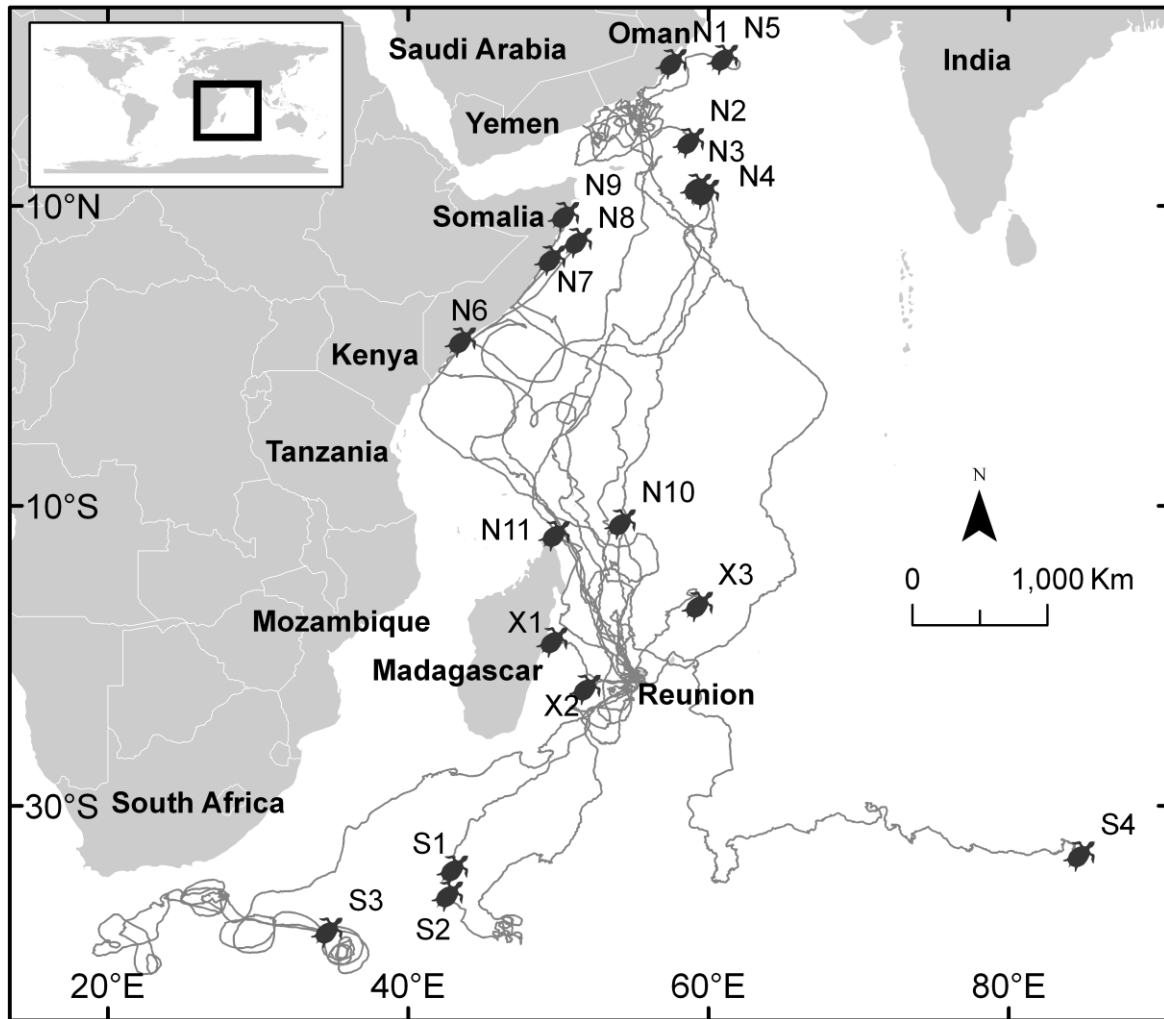 Saudi Arabia
Oman
N1
N5
India
Yemen
N2
N3
N4
N9
10°N
Somalia
N8
N7
N6
Kenya
Tanzania
N10
10°S
N11
N
X3
0 1,000 Km
Mozambique
X1
Madagascar
Reunion
X2
South Africa
30°S
S1
S4
S3
S2
20°E
40°E
60°E
80°E